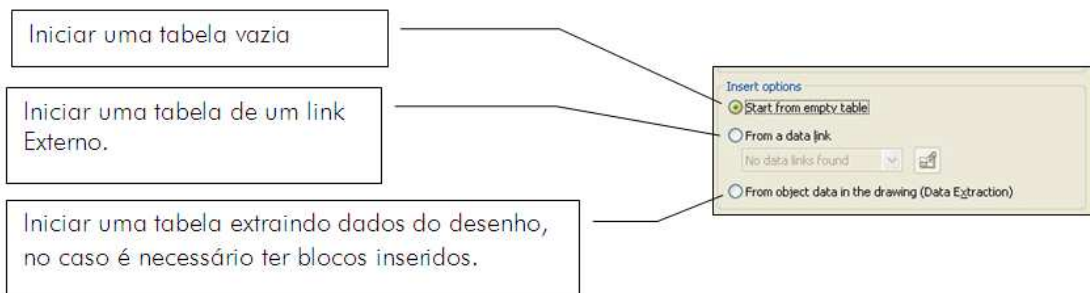 Iniciar uma tabela vazia
Iniciar uma tabela de um link
Externo.
Iniciar uma tabela extraindo dados do desenho,
no caso é necessário ter blocos inseridos.
Insert options
Start from empty table
From a data link
No data links found
From object data in the drawing (Data Extraction)